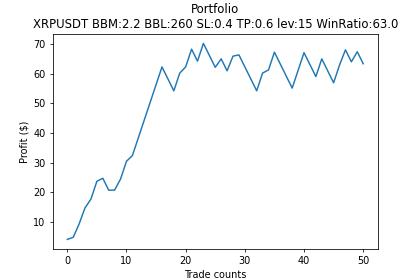 Portfolio
XRPUSDT BBM:2.2 BBL:260 SL:0.4 TP:0.6 lev:15 WinRatio:63.0
70
60
50
40
30
20
10
Profit ($)
0 10 20 30 40 50
Trade counts